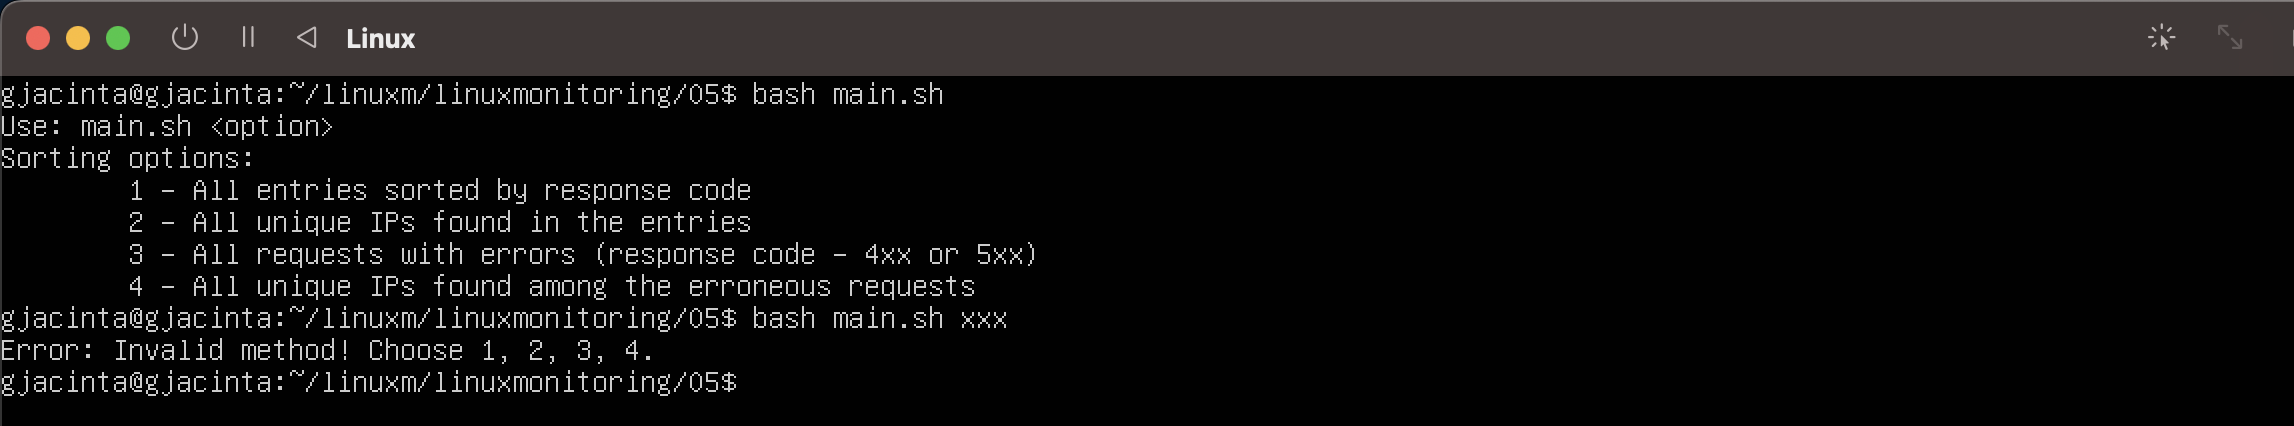 Linux
gjacinta@gjacinta:~/linuxm/linuxmonitoring/05$ bash main.sh
Use: main.sh <option>
Sorting options:
        1 - All entries sorted by response code
        2 - All unique IPs found in the entries
        3 - All requests with errors (response code - 4xx or 5xx)
        4 - All unique IPs found among the erroneous requests
gjacinta@gjacinta:~/linuxm/linuxmonitoring/05$ bash main.sh xxx
Error: Invalid method! Choose 1, 2, 3, 4.
gjacinta@gjacinta:~/linuxm/linuxmonitoring/05$